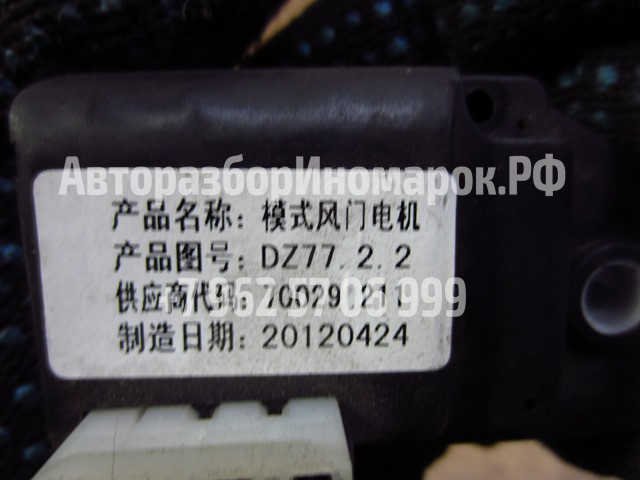 АвторазборИномарок.РФ
产品名称：模式风门电机
产品图号：DZ77.2.2
供应商代码：
制造日期：20120424